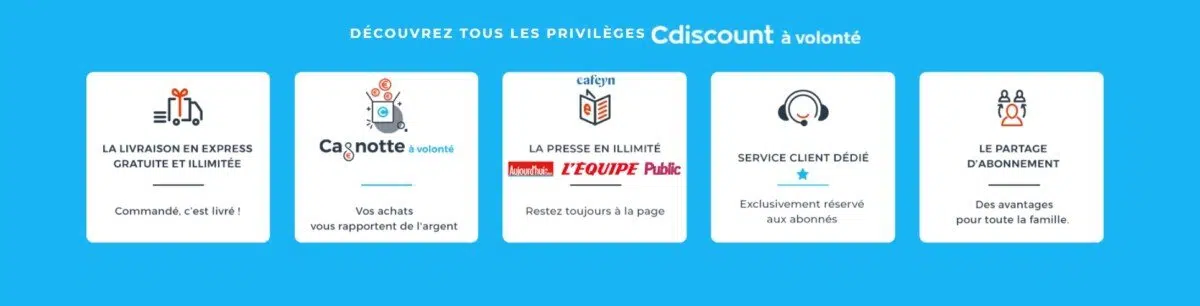 DÉCOUVREZ TOUS LES PRIVILÈGES Cdiscount à volonté
LA LIVRAISON EN EXPRESS
GRATUITE ET ILLIMITÉE
Commandé, c'est livré !
Cagnotte à volonté
Vos achats
vous rapportent de l'argent
cafeyn
LA PRESSE EN ILLIMITÉ
Aujourd'hui... L'ÉQUIPE Public
Restez toujours à la page
SERVICE CLIENT DÉDIÉ
Exclusivement réservé
aux abonnés
LE PARTAGE
D'ABONNEMENT
Des avantages
pour toute la famille.